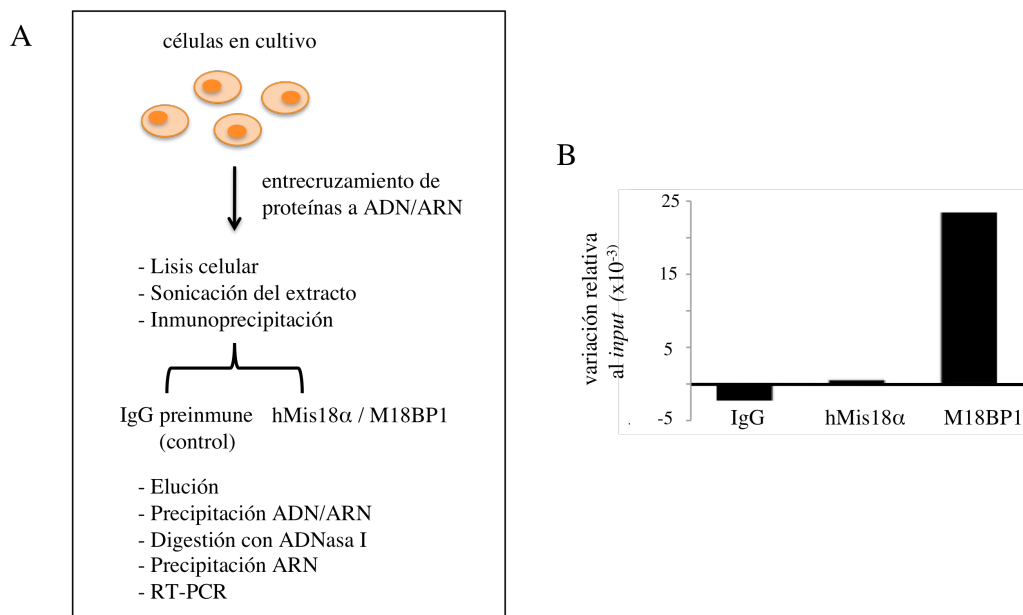 A
células en cultivo
entrecruzamiento de
proteínas a ADN/ARN
- Lisis celular
- Sonicación del extracto
- Inmunoprecipitación
IgG preinmune
(control)
hMis18α / M18BP1
- Elución
- Precipitación ADN/ARN
- Digestión con ADNasa I
- Precipitación ARN
- RT-PCR
B
variación relativa
al input (x10-3)
25
15
5
-5
IgG
hMis18α
M18BP1